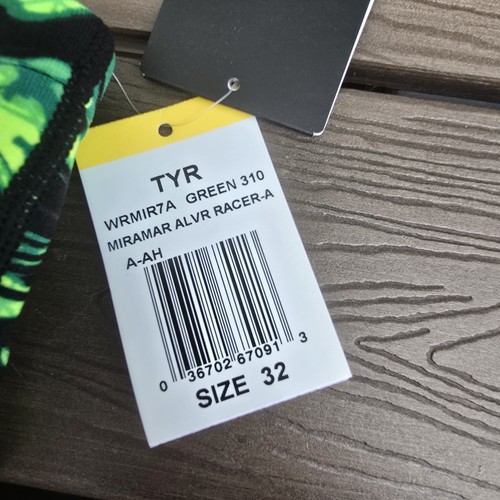 TYR
WRMIR7A GREEN 310
MIRAMAR ALVR RACER-A
A-AH
0 36702 67091 3
SIZE 32